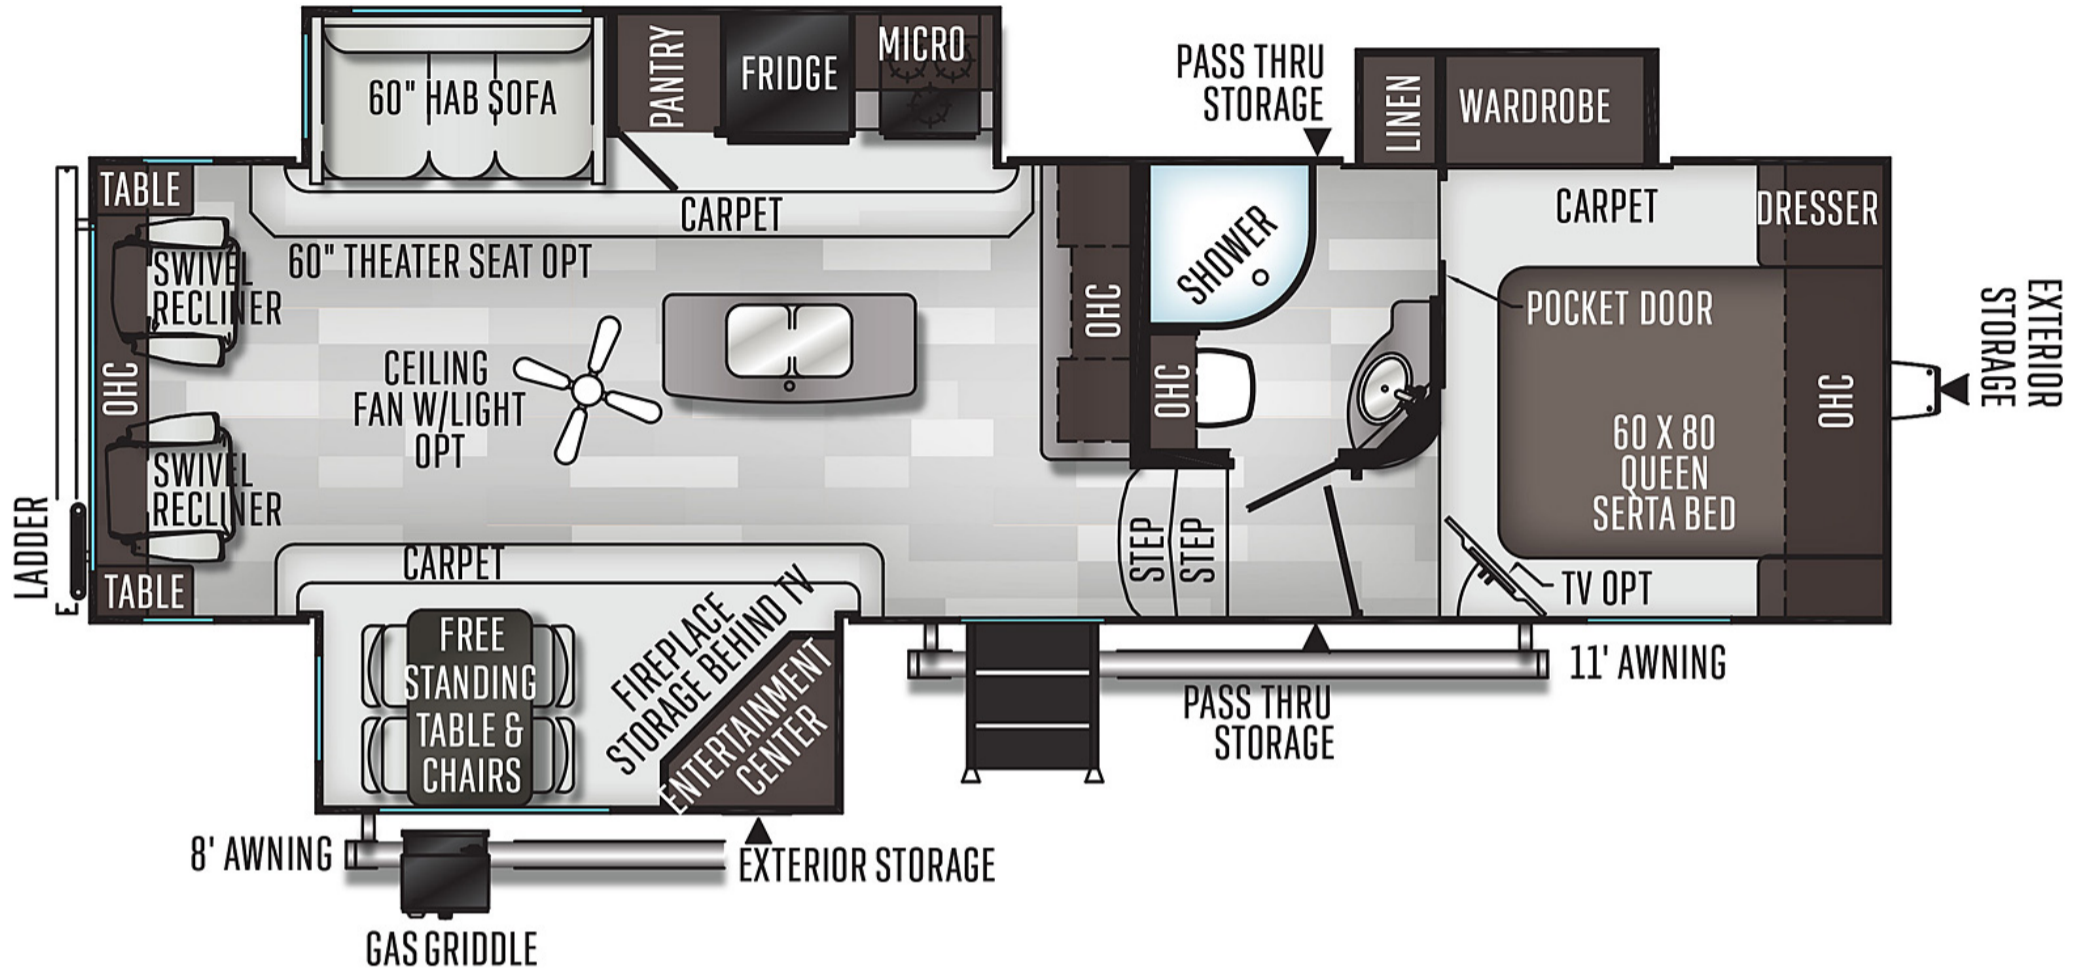 60" HAB SOFA
PANTRY
FRIDGE
MICRO
PASS THRU
STORAGE
LINEN
WARDROBE
TABLE
CARPET
60" THEATER SEAT OPT
SWIVEL
RECLINER
OHC
CEILING
FAN W/LIGHT
OPT
SWIVEL
RECLINER
TABLE
LADDER
OHC
SHOWER
OHC
CARPET
DRESSER
POCKET DOOR
60 X 80
QUEEN
SERTA BED
OHC
EXTERIOR
STORAGE
STEP
STEP
TV OPT
CARPET
FREE
STANDING
TABLE &
CHAIRS
FIREPLACE
STORAGE BEHIND TV
ENTERTAINMENT
CENTER
11' AWNING
PASS THRU
STORAGE
8' AWNING
EXTERIOR STORAGE
GAS GRIDDLE